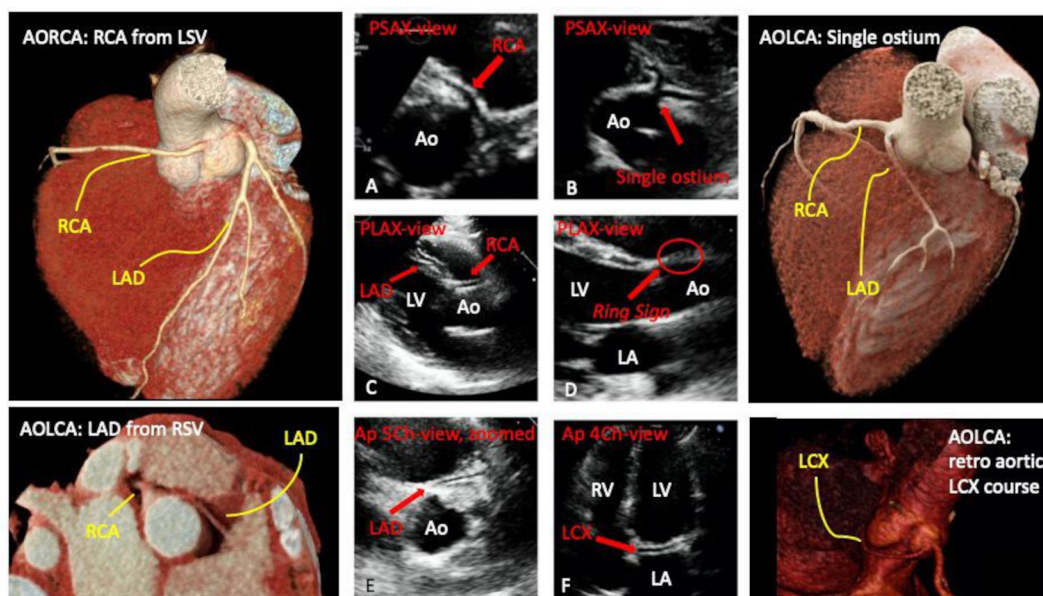 AORCA: RCA from LSV
RCA
LAD
PSAX-view
RCA
Ao
A
PSAX-view
Ao
Single ostium
B
AOLCA: Single ostium
RCA
LAD
PLAX-view
RCA
LAD
LV
Ao
C
PLAX-view
LV
Ao
Ring Sign
LA
D
AOLCA: LAD from RSV
LAD
RCA
Ap 5Ch-view, zoomed
LAD
Ao
E
Ap 4Ch-view
RV
LV
LCX
LA
F
AOLCA:
retro aortic
LCX course
LCX